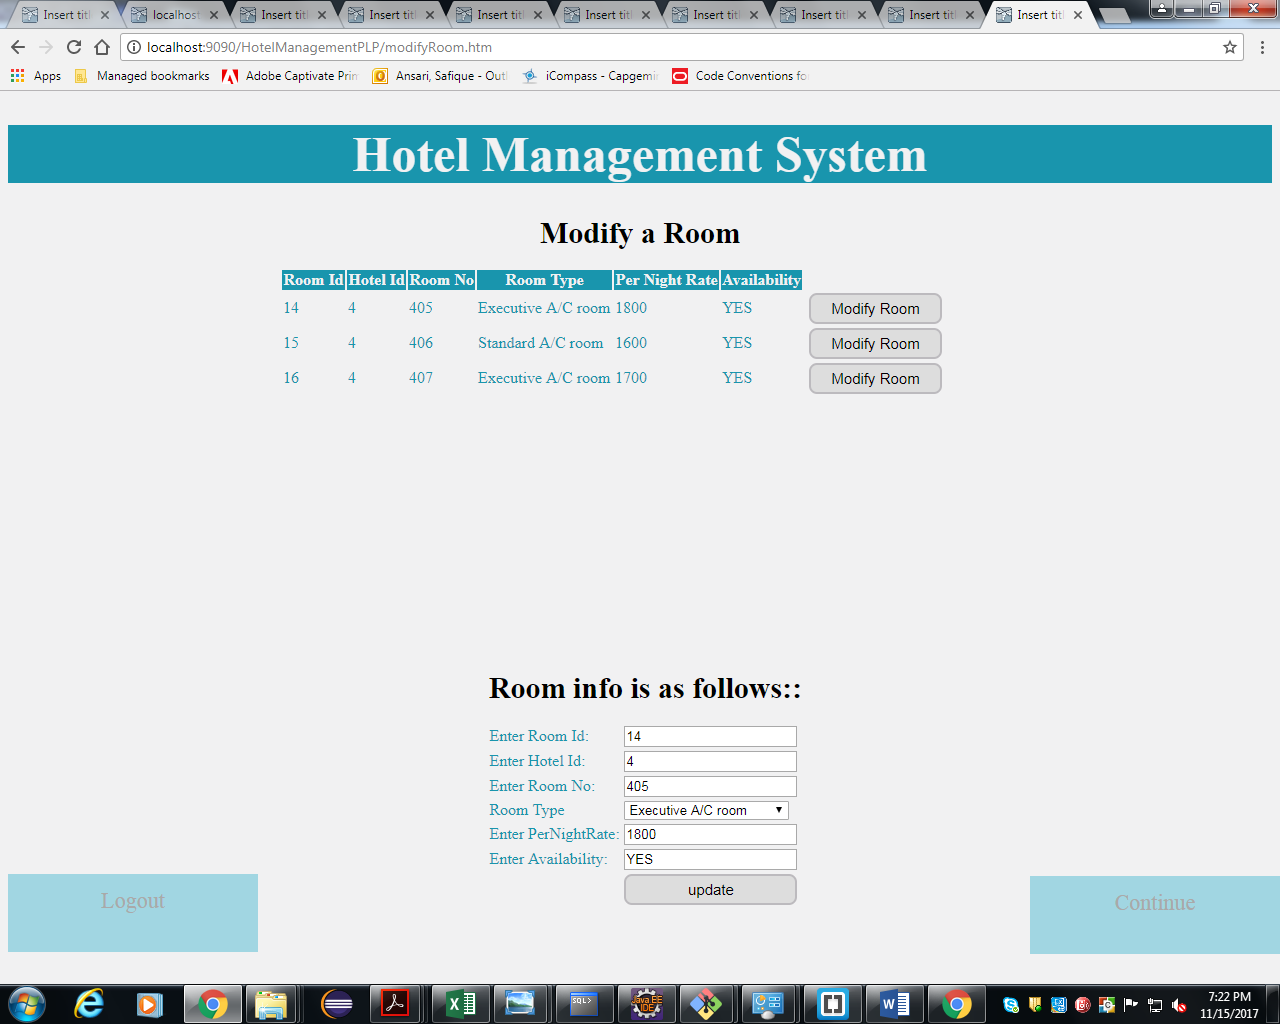 Insert titl localhost Insert titl Insert titl Insert titl Insert titl Insert titl Insert titl Insert titl Insert titl
localhost:9090/HotelManagementPLP/modifyRoom.htm
Apps Managed bookmarks Adobe Captivate Prim Ansari, Safique - Outl iCompass - Capgemi Code Conventions fo
Hotel Management System
Modify a Room
Room Id Hotel Id Room No Room Type Per Night Rate Availability
14 4 405 Executive A/C room 1800 YES Modify Room
15 4 406 Standard A/C room 1600 YES Modify Room
16 4 407 Executive A/C room 1700 YES Modify Room
Room info is as follows::
Enter Room Id: 14
Enter Hotel Id: 4
Enter Room No: 405
Room Type Executive A/C room
Enter PerNightRate: 1800
Enter Availability: YES
update
Logout
Continue
SQL>
Java EE
IDE
7:22 PM
11/15/2017